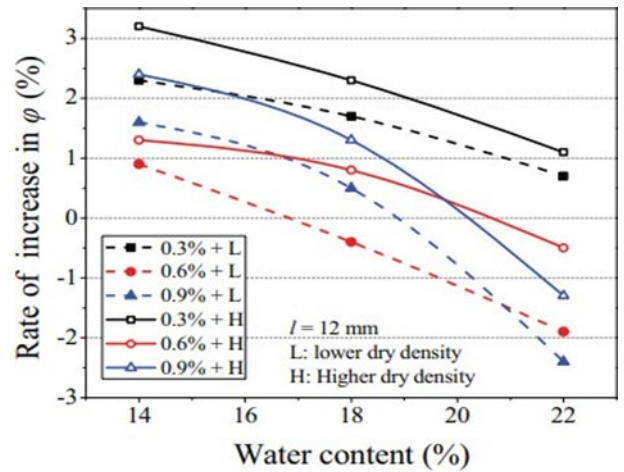 Rate of increase in φ (%)
3
2
1
0
-1
-2
-3
0.3% + L
0.6% + L
0.9% + L
0.3% + H
0.6% + H
0.9% + H
l = 12 mm
L: lower dry density
H: Higher dry density
14 16 18 20 22
Water content (%)